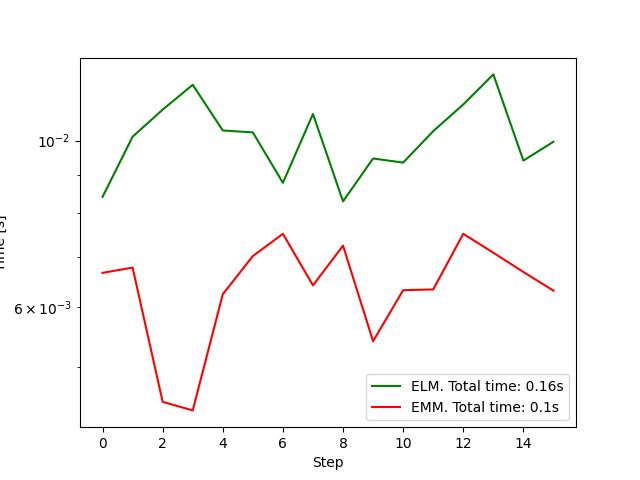 10⁻²
6 × 10⁻³
[s]
ELM. Total time: 0.16s
EMM. Total time: 0.1s
0 2 4 6 8 10 12 14
Step